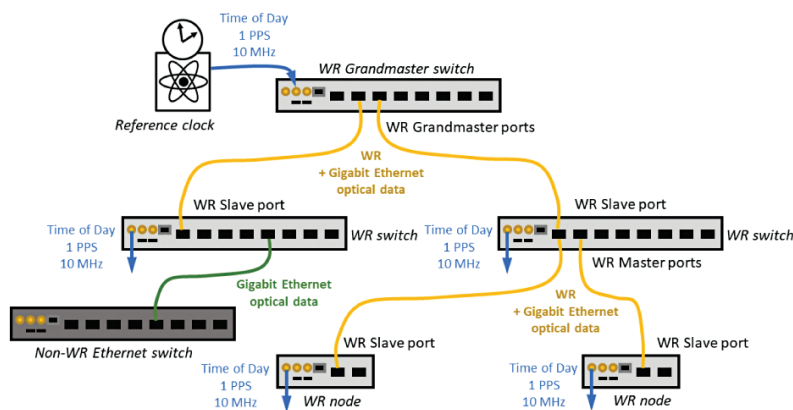 Time of Day
1 PPS
10 MHz
WR Grandmaster switch
Reference clock
WR Grandmaster ports
WR
+ Gigabit Ethernet
optical data
WR Slave port
WR Slave port
Time of Day
1 PPS
10 MHz
WR switch
Time of Day
1 PPS
10 MHz
WR switch
WR Master ports
Gigabit Ethernet
optical data
WR
+ Gigabit Ethernet
optical data
Non-WR Ethernet switch
WR Slave port
WR Slave port
Time of Day
1 PPS
10 MHz
WR node
Time of Day
1 PPS
10 MHz
WR node